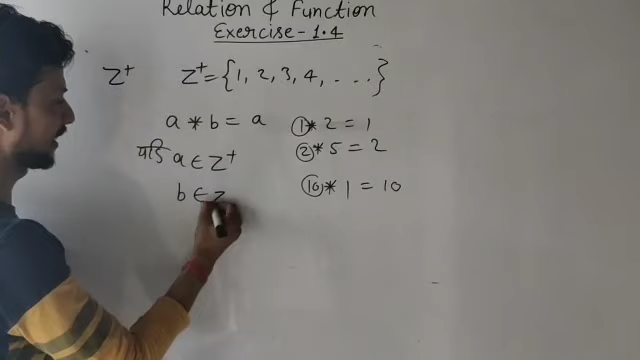 Relation & Function
Exercise-1.4
Z⁺ Z⁺={1, 2, 3, 4, ....}
a * b = a
यदि a ∈ Z⁺
b ∈ Z
1 * 2 = 1
2 * 5 = 2
10 * 1 = 10